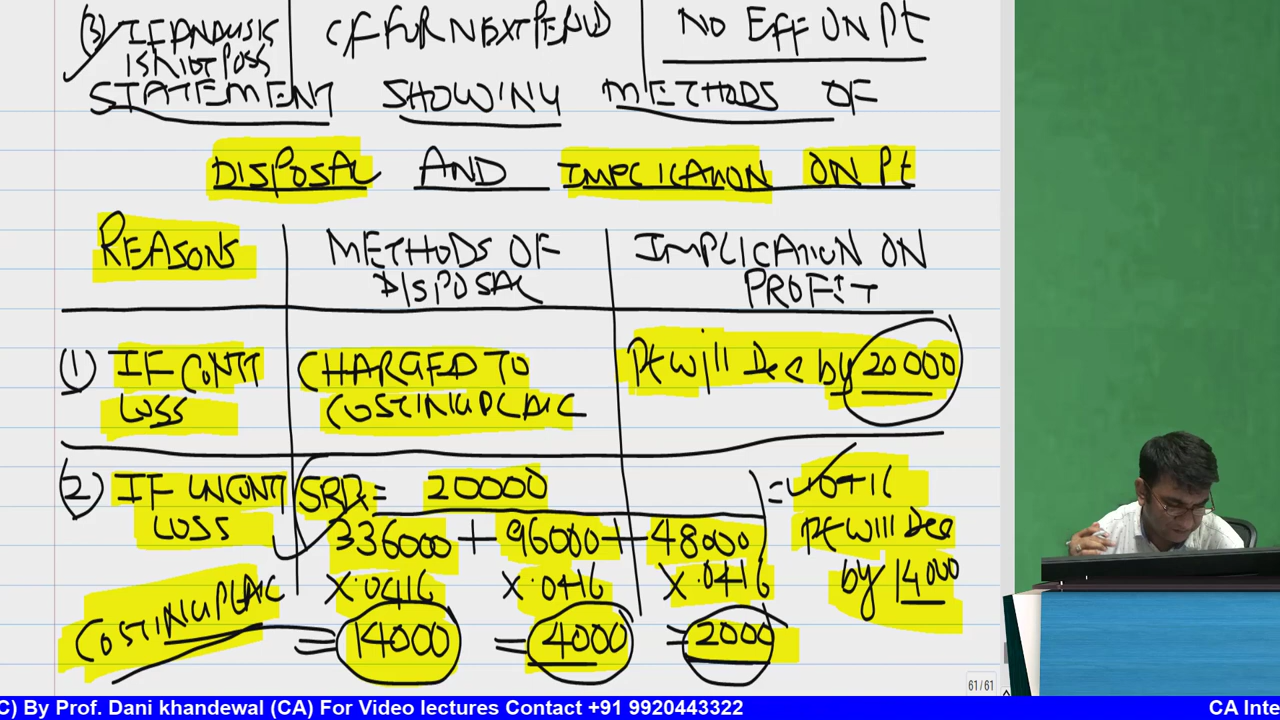 (3) IF ANALYSIS IS NOT POSS | C/F FOR NEXT PERIOD | NO EFF ON Pt
STATEMENT SHOWING METHODS OF
DISPOSAL AND IMPLICATION ON Pt
REASONS | METHODS OF DISPOSAL | IMPLICATION ON PROFIT
(1) IF CONTT LOSS | CHARGED TO COSTING P L A/C | Pt will Dec by 20000
(2) IF UNCONTT LOSS | SRR = 20000
336000 + 96000 + 48000 = .0416
X .0416 X .0416 X .0416
Pt will Dec by 14000
COSTING P L A/C = 14000 = 4000 = 2000
61/61
C) By Prof. Dani khandewal (CA) For Video lectures Contact +91 9920443322 CA Inte